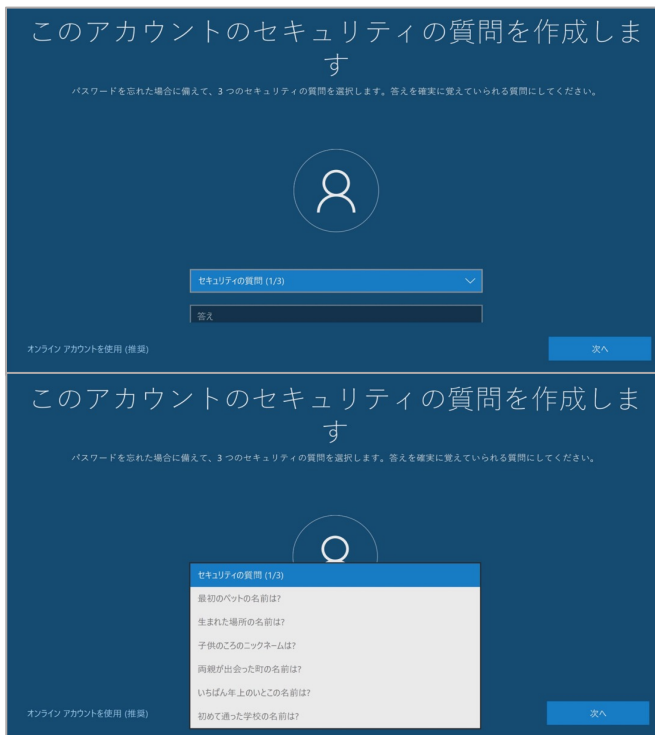 このアカウントのセキュリティの質問を作成しま
す
パスワードを忘れた場合に備えて、3 つのセキュリティの質問を選択します。答えを確実に覚えていられる質問にしてください。
セキュリティの質問 (1/3)
答え
オンライン アカウントを使用 (推奨)
次へ
このアカウントのセキュリティの質問を作成しま
す
パスワードを忘れた場合に備えて、3 つのセキュリティの質問を選択します。答えを確実に覚えていられる質問にしてください。
セキュリティの質問 (1/3)
最初のペットの名前は?
生まれた場所の名前は?
子供のころのニックネームは?
両親が出会った町の名前は?
いちばん年上のいとこの名前は?
初めて通った学校の名前は?
オンライン アカウントを使用 (推奨)
次へ